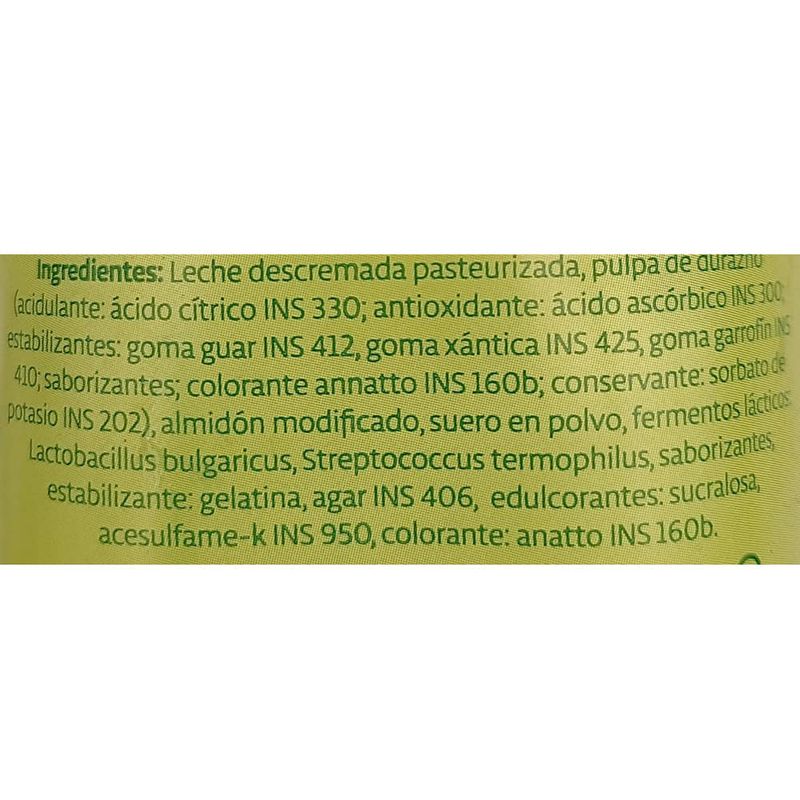 Ingredientes: Leche descremada pasteurizada, pulpa de durazno
(acidulante: ácido cítrico INS 330; antioxidante: ácido ascórbico INS 300;
estabilizantes: goma guar INS 412, goma xántica INS 425, goma garrofín INS
410; saborizantes; colorante annatto INS 160b; conservante: sorbato de
potasio INS 202), almidón modificado, suero en polvo, fermentos lácticos:
Lactobacillus bulgaricus, Streptococcus termophilus, saborizantes,
estabilizante: gelatina, agar INS 406, edulcorantes: sucralosa,
acesulfame-k INS 950, colorante: anatto INS 160b.